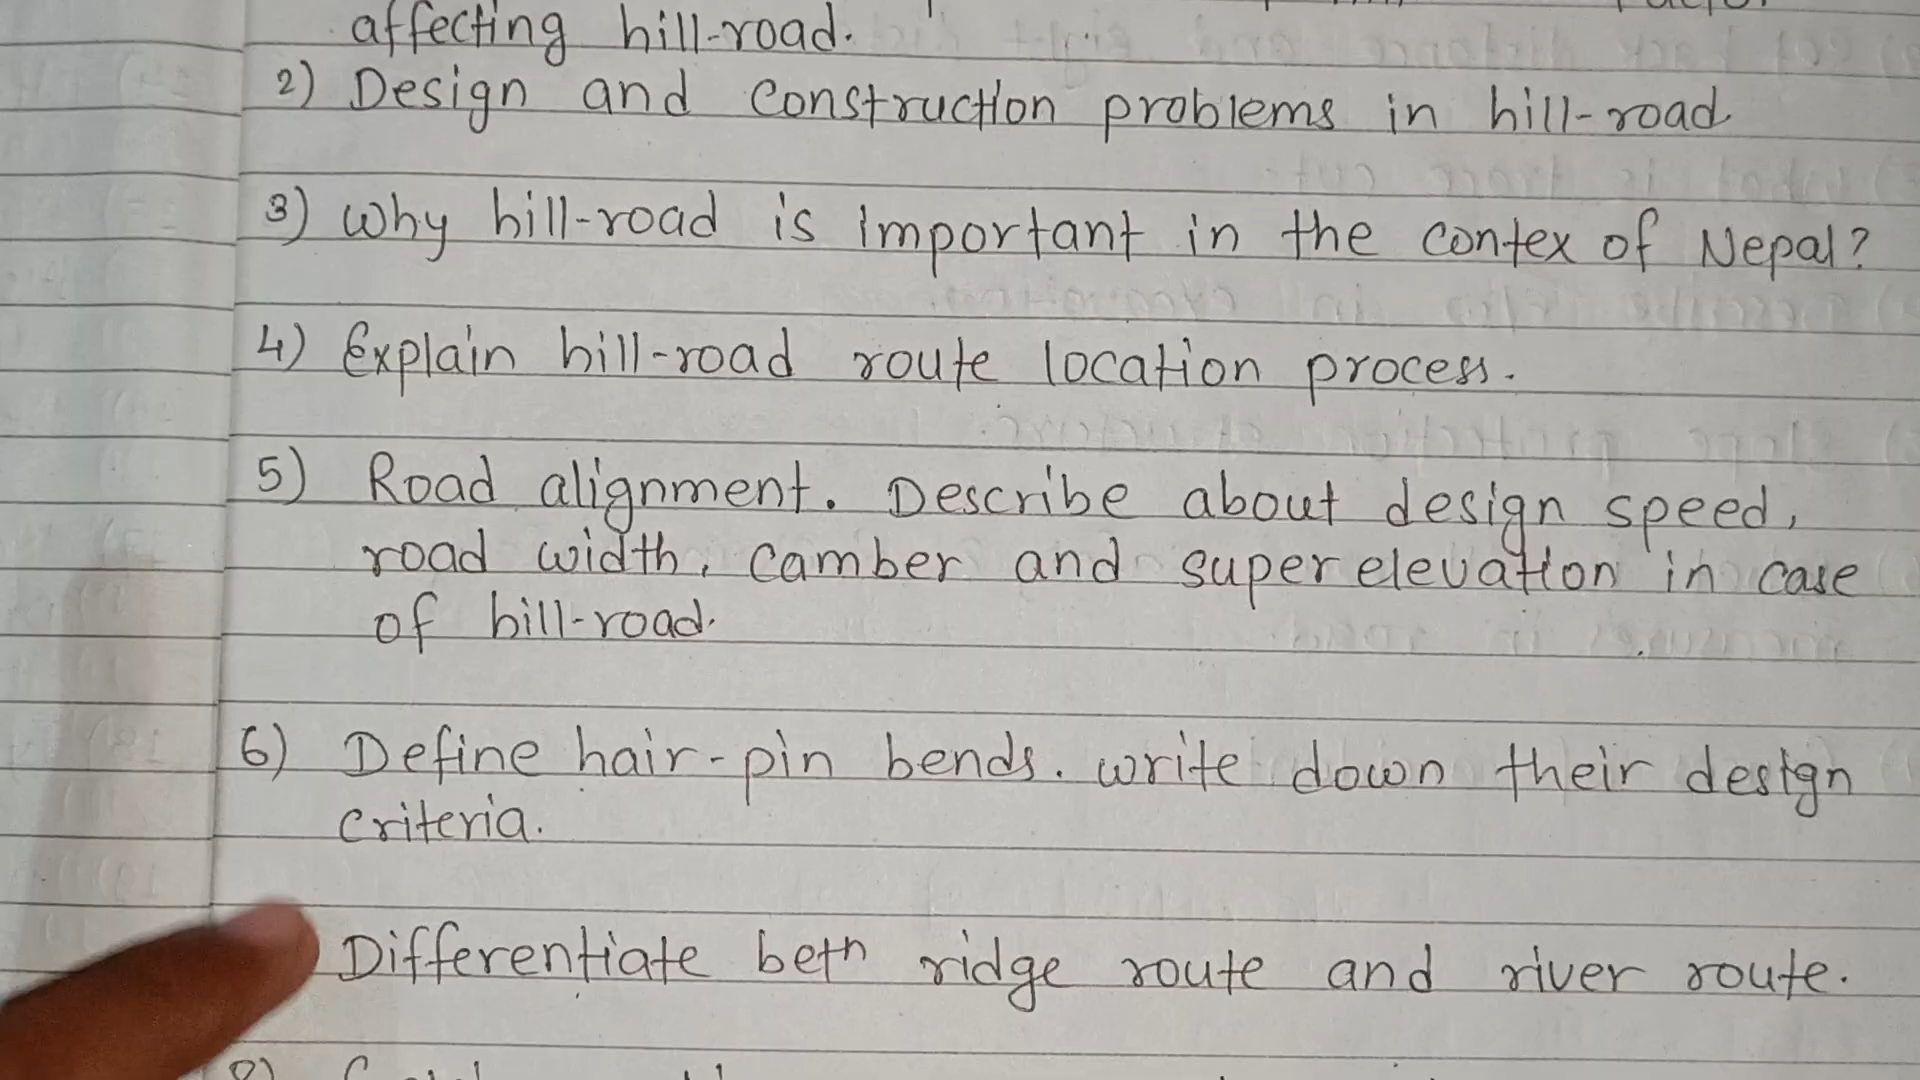 affecting hill-road.
2) Design and construction problems in hill-road
3) Why hill-road is important in the contex of Nepal?
4) Explain hill-road route location process.
5) Road alignment. Describe about design speed,
road width, camber and superelevation in case
of hill-road.
6) Define hair-pin bends. write down their design
criteria.
Differentiate betn ridge route and river route.
8)